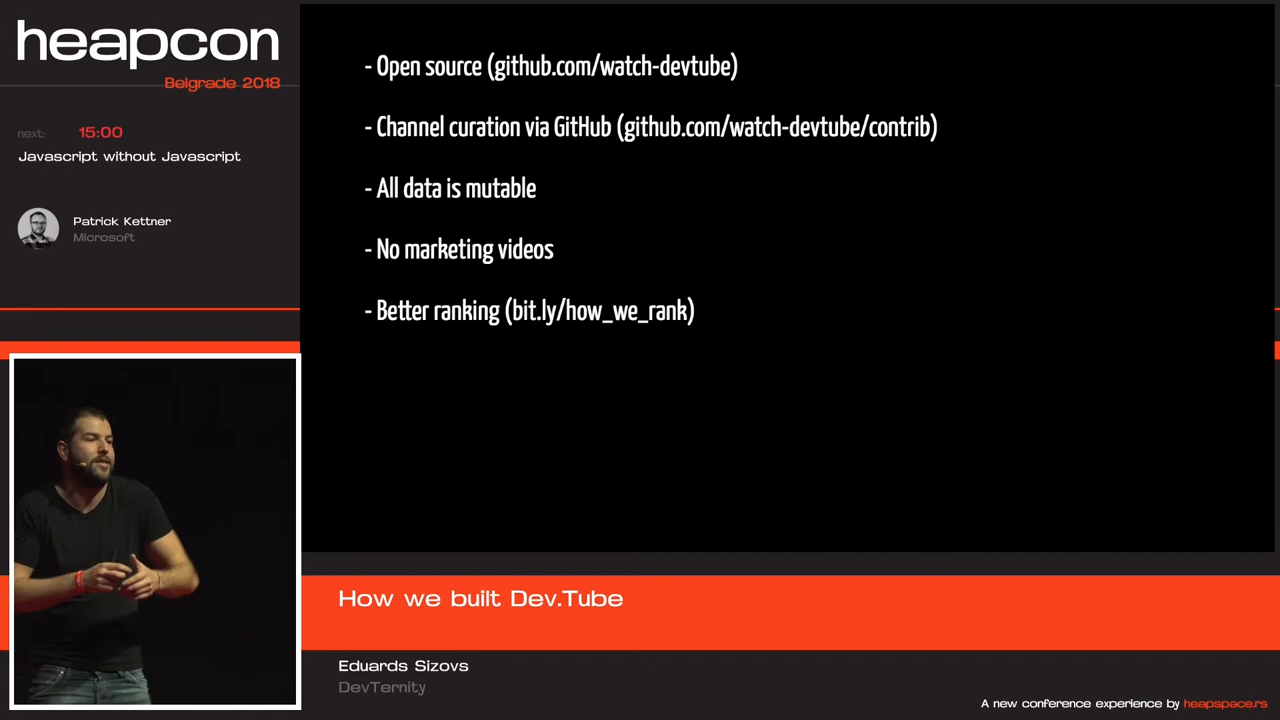 heapcon
Belgrade 2018
next: 15:00
Javascript without Javascript
Patrick Kettner
Microsoft
- Open source (github.com/watch-devtube)
- Channel curation via GitHub (github.com/watch-devtube/contrib)
- All data is mutable
- No marketing videos
- Better ranking (bit.ly/how_we_rank)
How we built Dev.Tube
Eduards Sizovs
DevTernity
A new conference experience by heapspace.rs